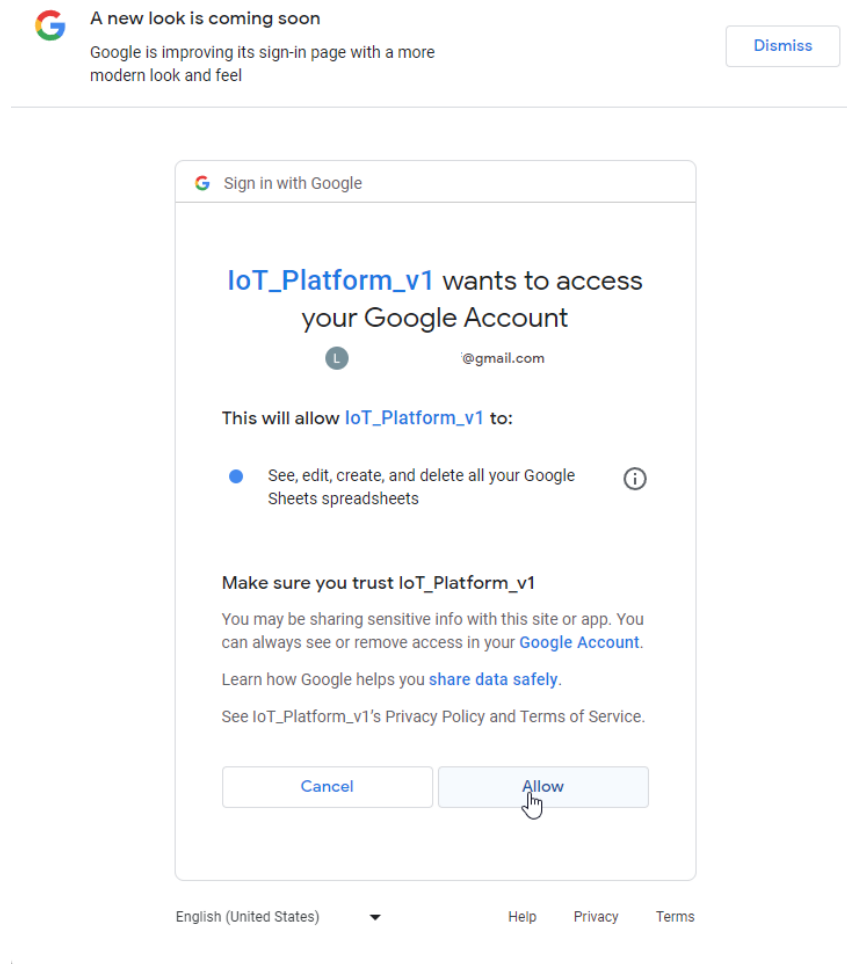 A new look is coming soon
Google is improving its sign-in page with a more
modern look and feel
Dismiss
Sign in with Google
IoT_Platform_v1 wants to access
your Google Account
L
@gmail.com
This will allow IoT_Platform_v1 to:
See, edit, create, and delete all your Google
Sheets spreadsheets
Make sure you trust IoT_Platform_v1
You may be sharing sensitive info with this site or app. You
can always see or remove access in your Google Account.
Learn how Google helps you share data safely.
See IoT_Platform_v1's Privacy Policy and Terms of Service.
Cancel
Allow
English (United States)
Help
Privacy
Terms